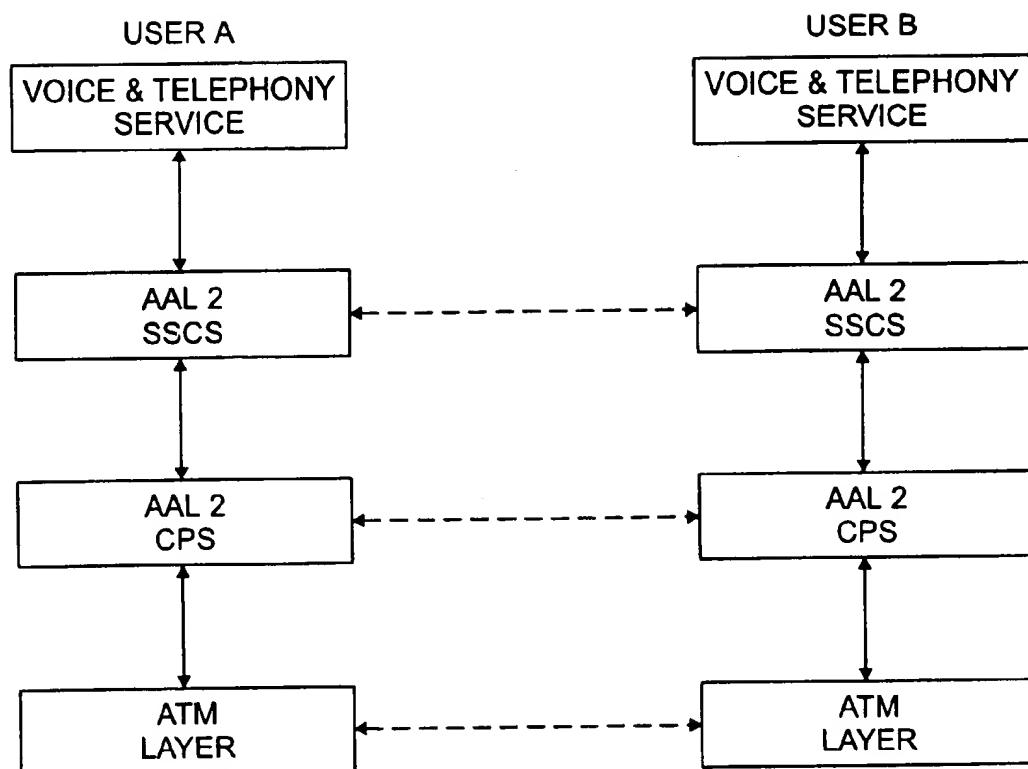 USER A
USER B
VOICE & TELEPHONY
SERVICE
VOICE & TELEPHONY
SERVICE
AAL 2
SSCS
AAL 2
SSCS
AAL 2
CPS
AAL 2
CPS
ATM
LAYER
ATM
LAYER